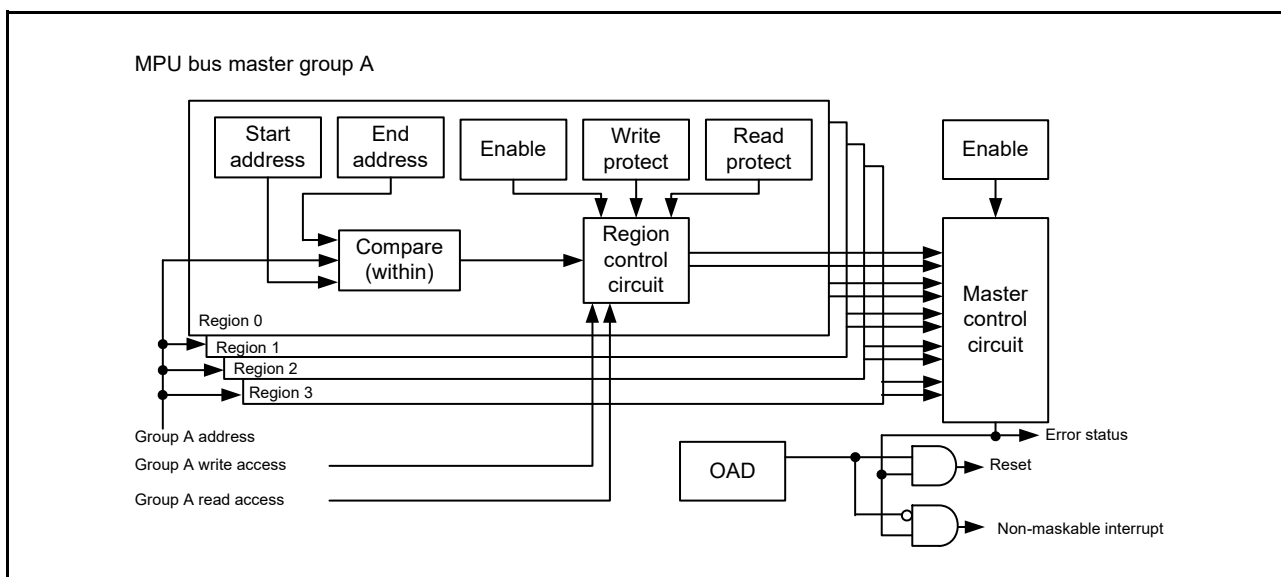 MPU bus master group A
Start
address
End
address
Enable
Write
protect
Read
protect
Enable
Compare
(within)
Region
control
circuit
Master
control
circuit
Region 0
Region 1
Region 2
Region 3
Group A address
Group A write access
Group A read access
OAD
Error status
Reset
Non-maskable interrupt